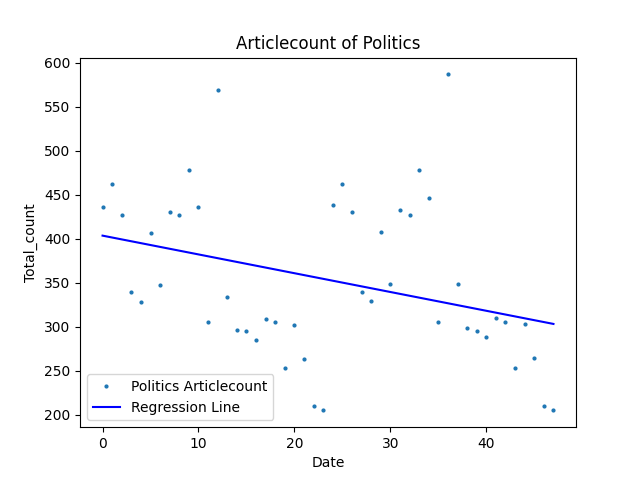 Articlecount of Politics
Total_count
600
550
500
450
400
350
300
250
200
Politics Articlecount
Regression Line
0 10 20 30 40
Date